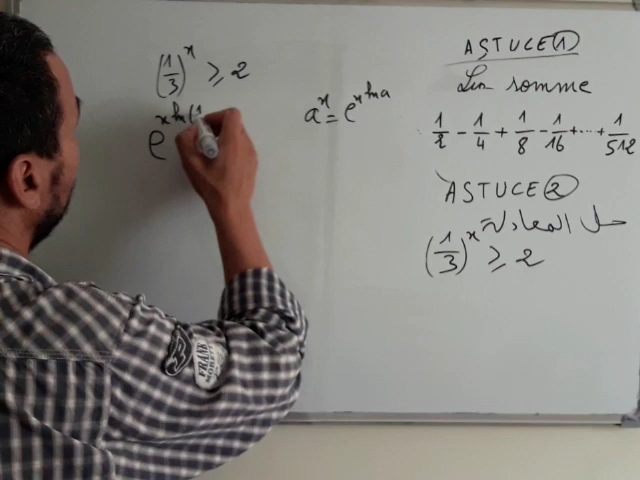 (1/3)^x ≥ 2
e^{x ln(1
a^x = e^{x ln a}
ASTUCE ①
La somme
1/2 - 1/4 + 1/8 - 1/16 + ... + 1/512
ASTUCE ②
حل المعادلة
(1/3)^x ≥ 2
FRANK